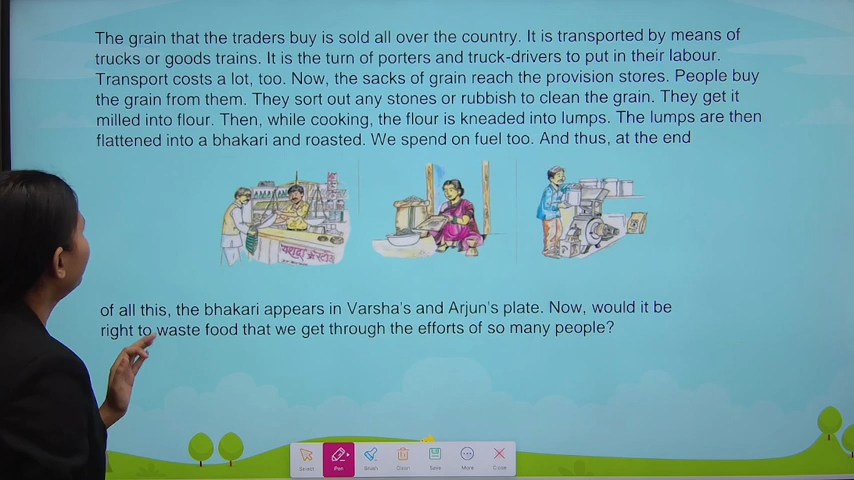 The grain that the traders buy is sold all over the country. It is transported by means of
trucks or goods trains. It is the turn of porters and truck-drivers to put in their labour.
Transport costs a lot, too. Now, the sacks of grain reach the provision stores. People buy
the grain from them. They sort out any stones or rubbish to clean the grain. They get it
milled into flour. Then, while cooking, the flour is kneaded into lumps. The lumps are then
flattened into a bhakari and roasted. We spend on fuel too. And thus, at the end
of all this, the bhakari appears in Varsha's and Arjun's plate. Now, would it be
right to waste food that we get through the efforts of so many people?
Select
Pen
Clear
Save
More
Close